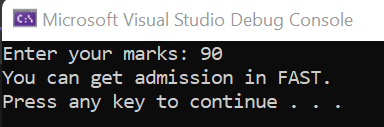 Microsoft Visual Studio Debug Console
Enter your marks: 90
You can get admission in FAST.
Press any key to continue . . .